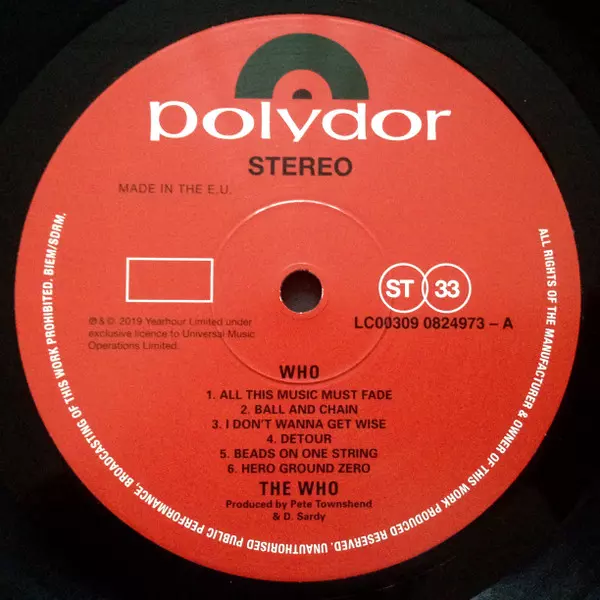 polydor
STEREO
MADE IN THE E.U.
ST 33
℗ & © 2019 Yearhour Limited under
exclusive licence to Universal Music
Operations Limited.
LC00309 0824973 – A
WHO
1. ALL THIS MUSIC MUST FADE
2. BALL AND CHAIN
3. I DON'T WANNA GET WISE
4. DETOUR
5. BEADS ON ONE STRING
6. HERO GROUND ZERO
THE WHO
Produced by Pete Townshend
& D. Sardy
ALL RIGHTS OF THE MANUFACTURER & OWNER OF THIS WORK PRODUCED RESERVED. UNAUTHORISED PUBLIC PERFORMANCE, BROADCASTING OF THIS WORK PROHIBITED. BIEM/SDRM.